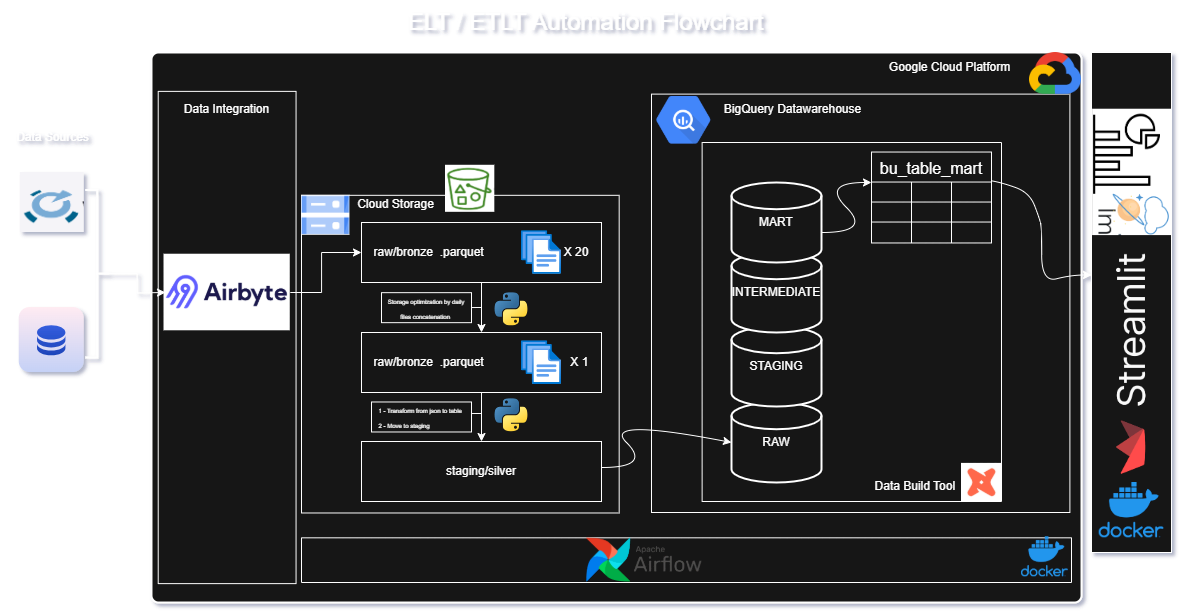 ELT / ETLT Automation Flowchart
Google Cloud Platform
Data Integration
BigQuery Datawarehouse
Data Sources
bu_table_mart
Cloud Storage
MART
raw/bronze .parquet
X 20
Airbyte
INTERMEDIATE
Storage optimization by daily
files concatenation
raw/bronze .parquet
X 1
STAGING
1 - Transform from json to table
2 - Move to staging
RAW
staging/silver
Data Build Tool
Im
Streamlit
docker
Apache
Airflow
docker